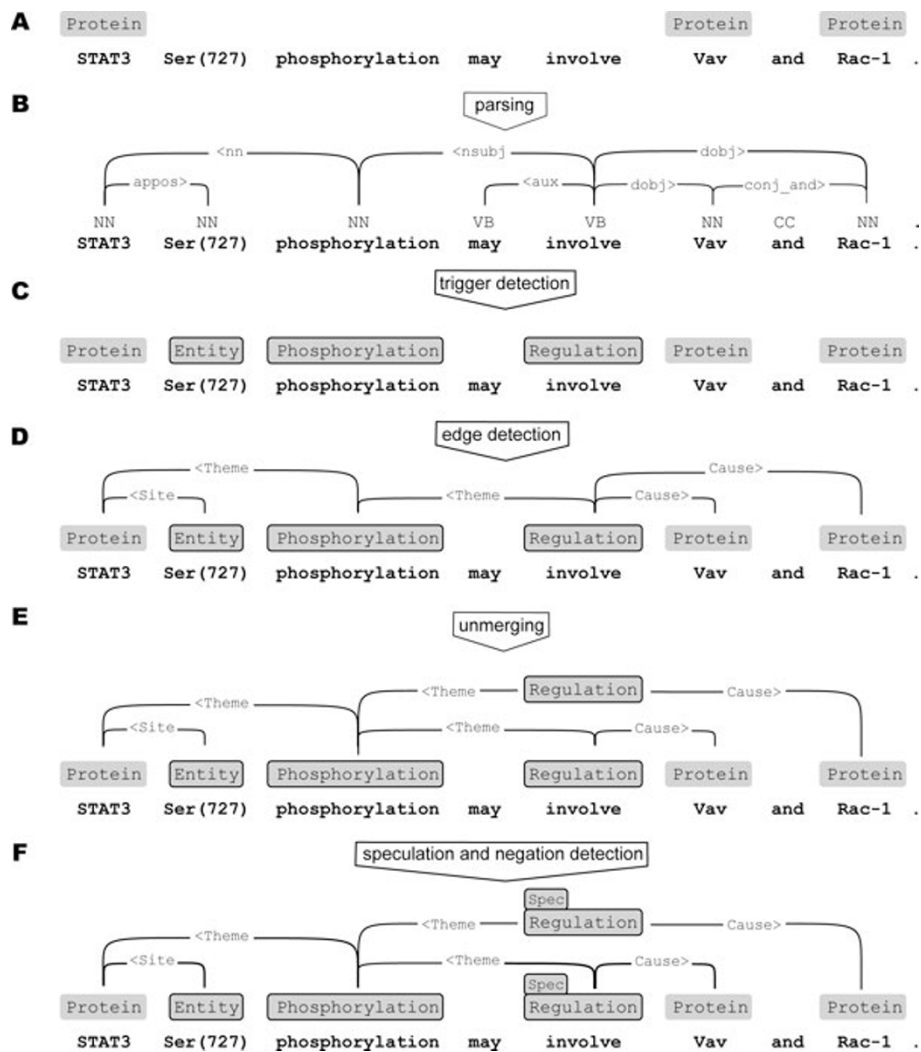 A Protein Protein Protein
STAT3 Ser(727) phosphorylation may involve Vav and Rac-1 .
B parsing
<nn <nsubj dobj>
appos> <aux dobj> conj_and>
NN NN NN VB VB NN CC NN .
STAT3 Ser(727) phosphorylation may involve Vav and Rac-1 .
C trigger detection
Protein Entity Phosphorylation Regulation Protein Protein
STAT3 Ser(727) phosphorylation may involve Vav and Rac-1 .
D edge detection
<Theme Cause>
<Site <Theme Cause>
Protein Entity Phosphorylation Regulation Protein Protein
STAT3 Ser(727) phosphorylation may involve Vav and Rac-1 .
E unmerging
<Theme Regulation Cause>
<Theme
<Site <Theme Cause>
Protein Entity Phosphorylation Regulation Protein Protein
STAT3 Ser(727) phosphorylation may involve Vav and Rac-1 .
F speculation and negation detection
Spec
<Theme Regulation Cause>
<Theme
<Site <Theme Cause>
Spec
Protein Entity Phosphorylation Regulation Protein Protein
STAT3 Ser(727) phosphorylation may involve Vav and Rac-1 .